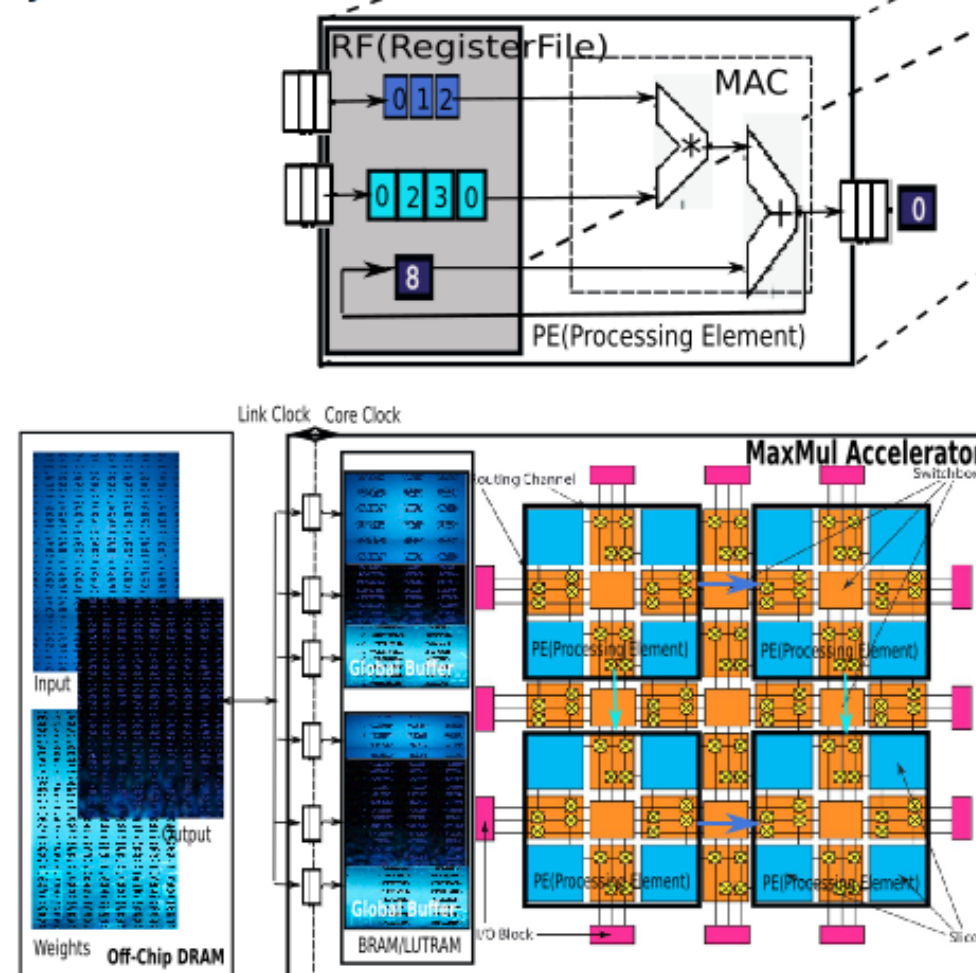 RF(RegisterFile)
MAC
0 1 2
*
0 2 3 0
+
0
8
PE(Processing Element)
Link Clock Core Clock
MaxMul Accelerator
Routing Channel
Switchbox
Global Buffer
PE(Processing Element) PE(Processing Element)
Input
Output
Global Buffer
PE(Processing Element) PE(Processing Element)
Weights
Off-Chip DRAM
BRAM/LUTRAM
I/O Block
Slice